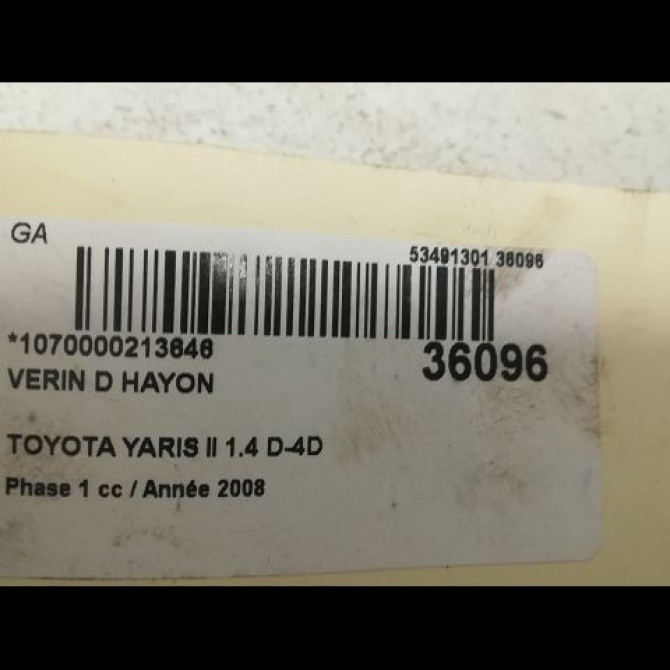 GA
53491301 36096
*1070000213646
36096
VERIN D HAYON
TOYOTA YARIS II 1.4 D-4D
Phase 1 cc / Année 2008